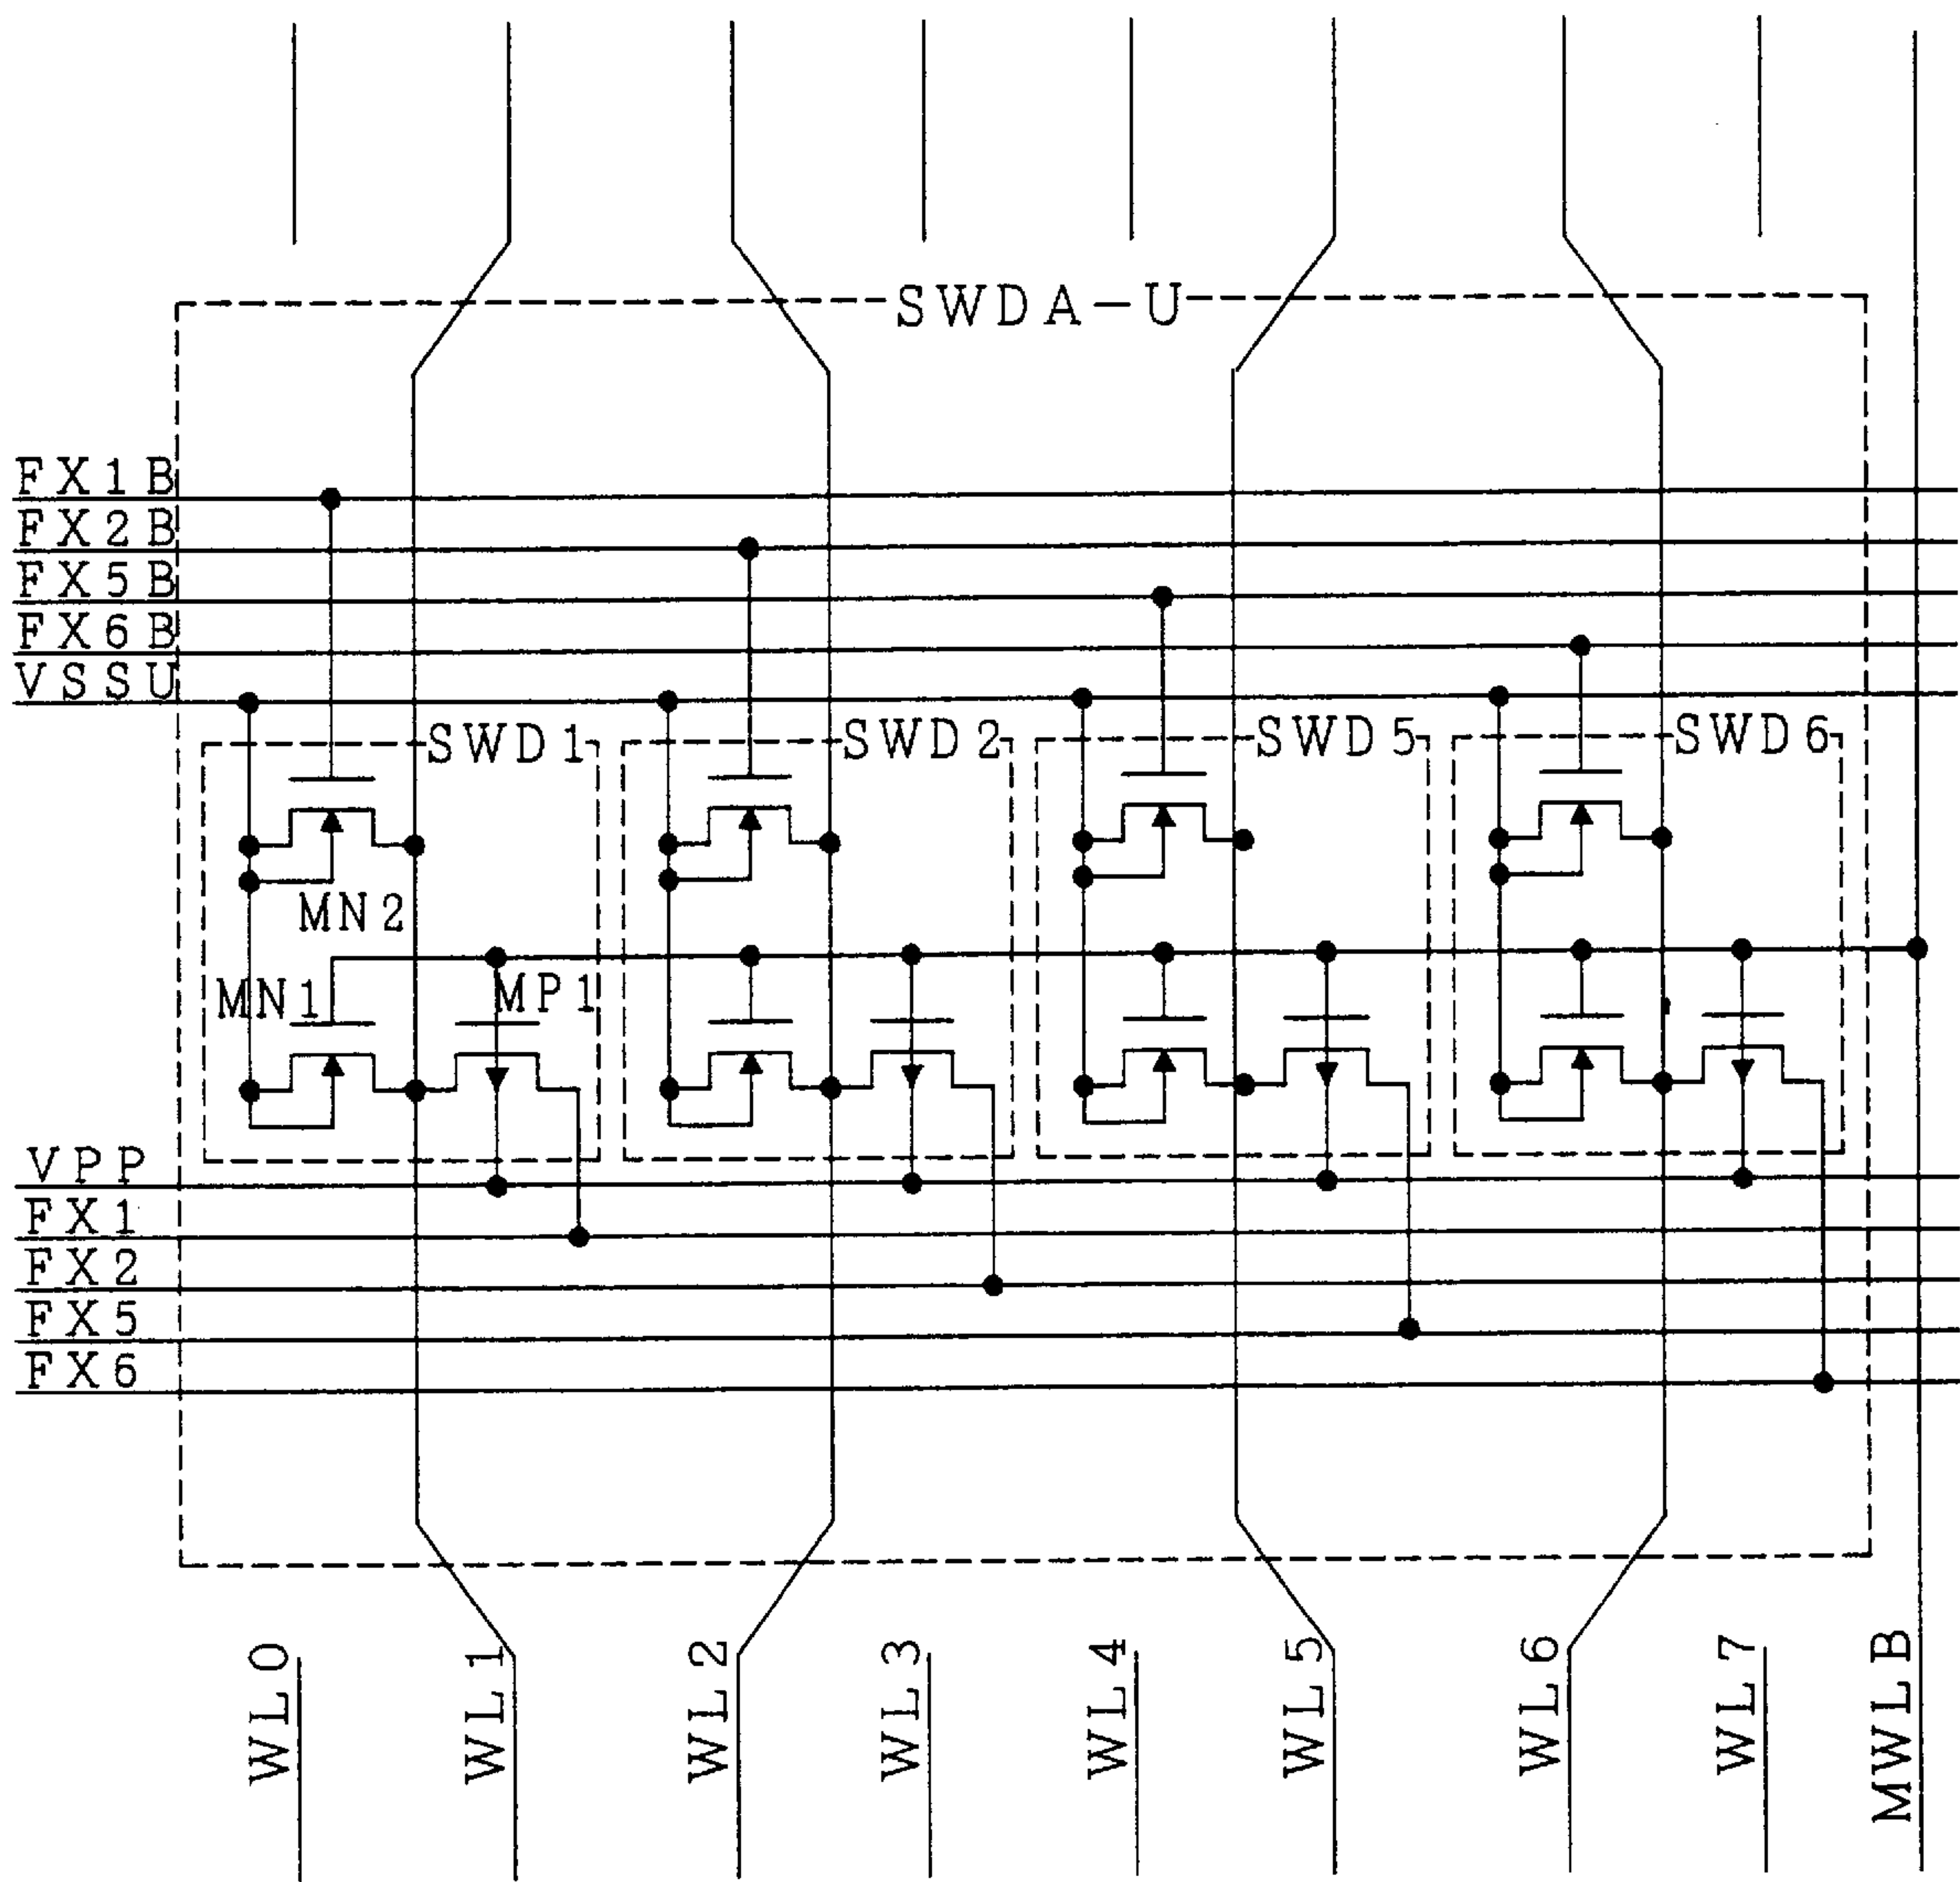 SWDA-U
FX1B
FX2B
FX5B
FX6B
VSSU
SWD1
SWD2
SWD5
SWD6
MN2
MN1
MP1
VPP
FX1
FX2
FX5
FX6
WL0
WL1
WL2
WL3
WL4
WL5
WL6
WL7
MWLB